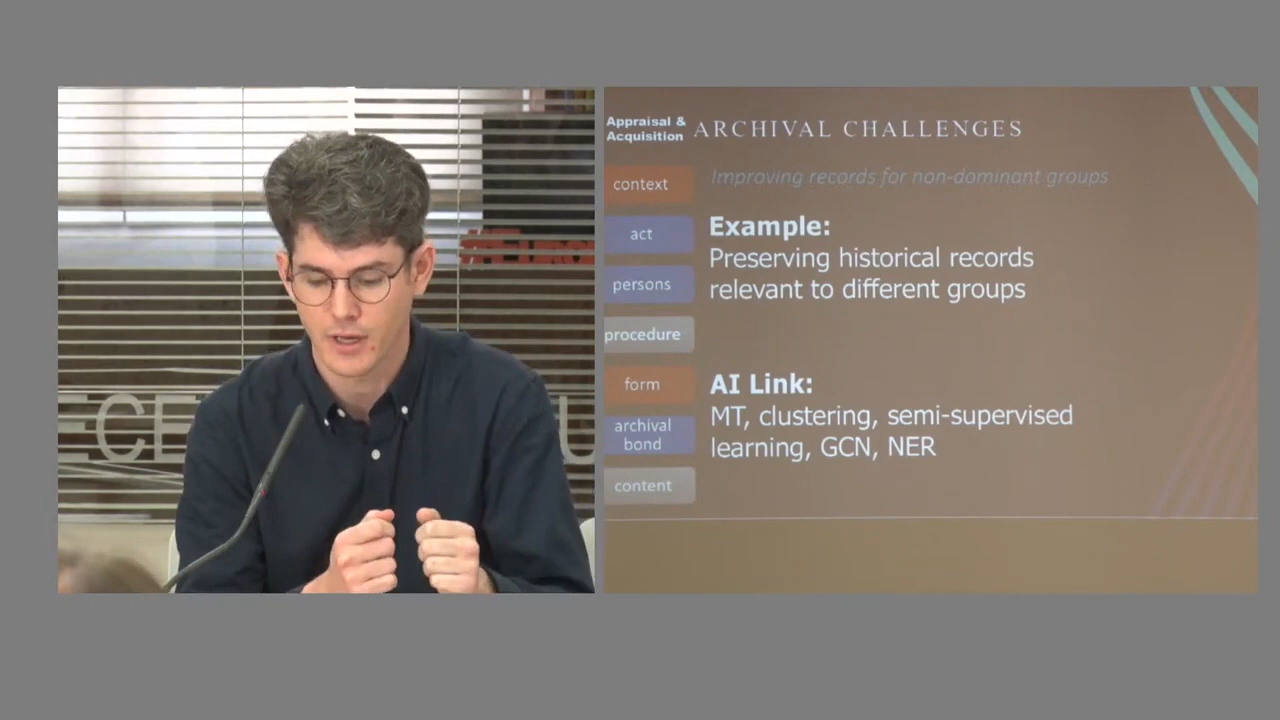 Appraisal &
Acquisition
ARCHIVAL CHALLENGES
context
Improving records for non-dominant groups
act
Example:
Preserving historical records
persons
relevant to different groups
procedure
form
AI Link:
MT, clustering, semi-supervised
archival
bond
learning, GCN, NER
content